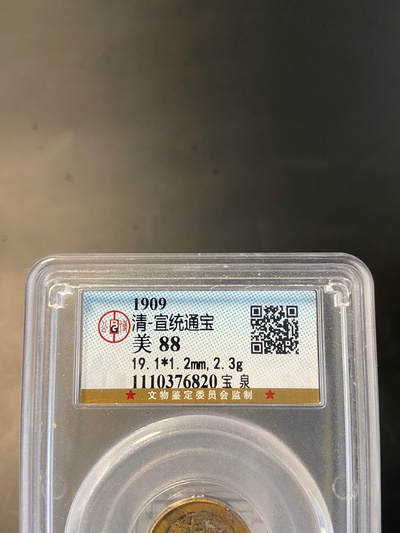 1909
清-宣统通宝
美 88
19.1*1.2mm,2.3g
1110376820 宝 泉
★ 文物鉴定委员会监制 ★